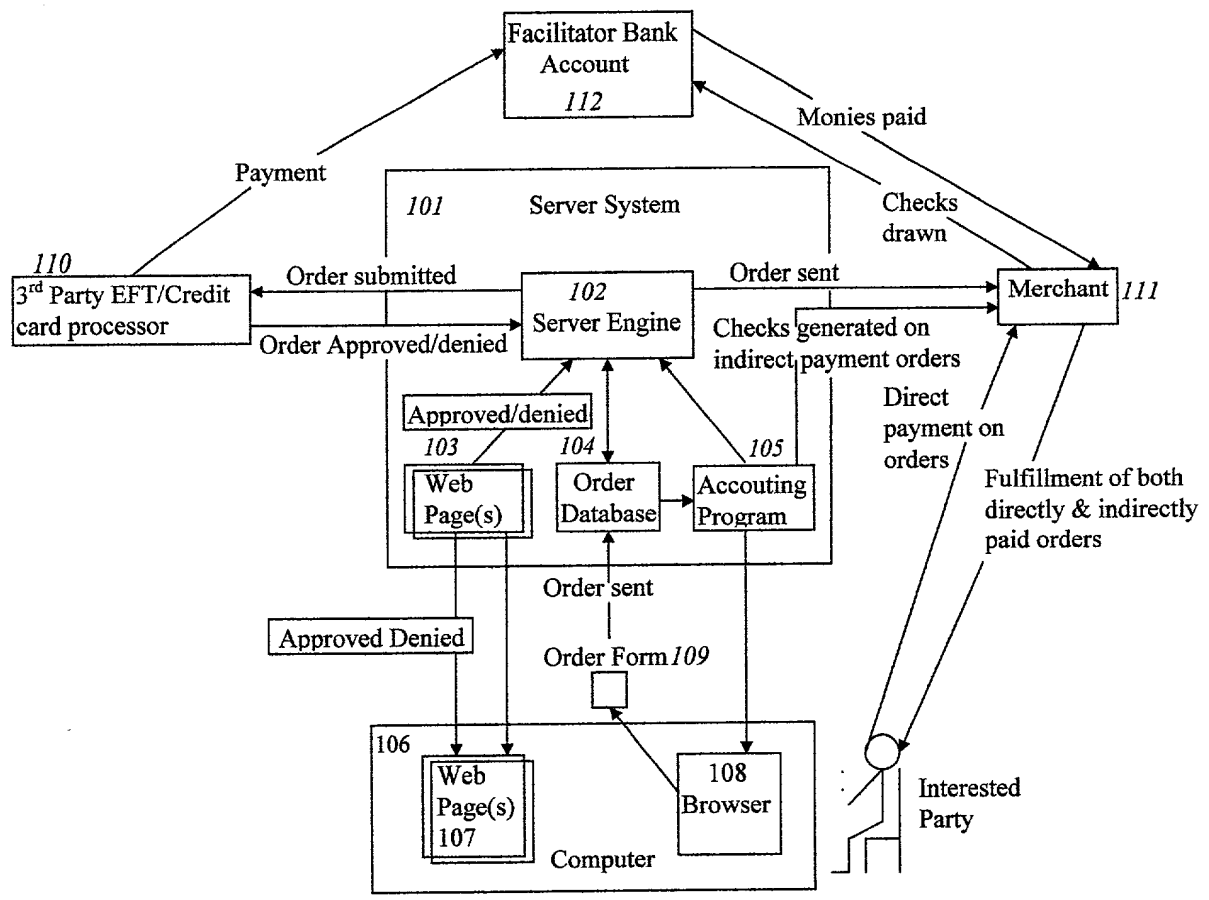 Facilitator Bank
Account
112
Monies paid
Payment
Checks
drawn
101 Server System
110
3rd Party EFT/Credit
card processor
Order submitted
Order Approved/denied
102
Server Engine
Order sent
Merchant 111
Checks generated on
indirect payment orders
Approved/denied
Direct
payment on
orders
103
Web
Page(s)
104
Order
Database
105
Accouting
Program
Fulfillment of both
directly & indirectly
paid orders
Order sent
Approved Denied
Order Form 109
106
Web
Page(s)
107
108
Browser
Computer
Interested
Party